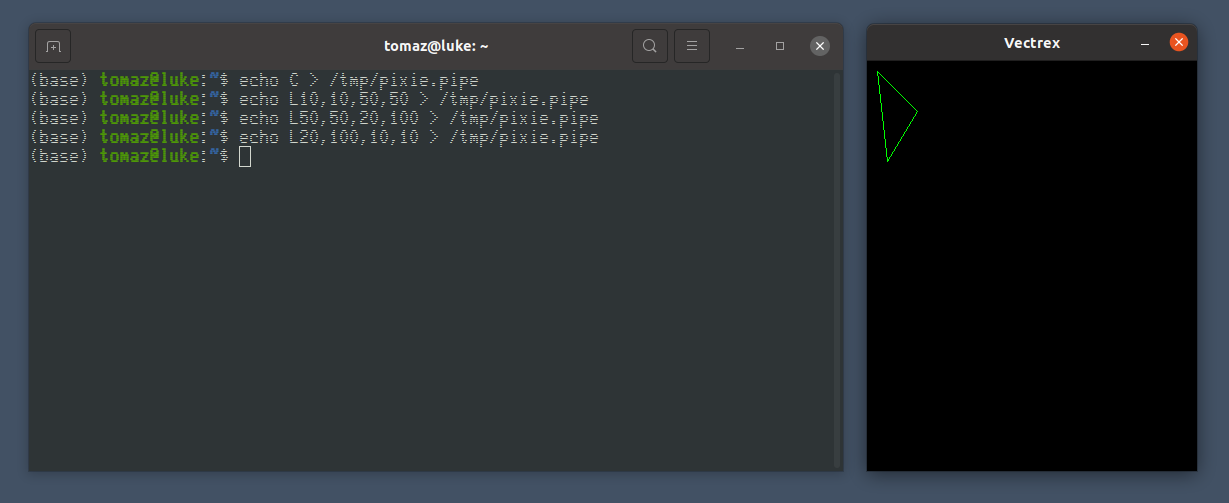 tomaz@luke: ~
(base) tomaz@luke:~$ echo C > /tmp/pixie.pipe
(base) tomaz@luke:~$ echo L10,10,50,50 > /tmp/pixie.pipe
(base) tomaz@luke:~$ echo L50,50,20,100 > /tmp/pixie.pipe
(base) tomaz@luke:~$ echo L20,100,10,10 > /tmp/pixie.pipe
(base) tomaz@luke:~$
Vectrex